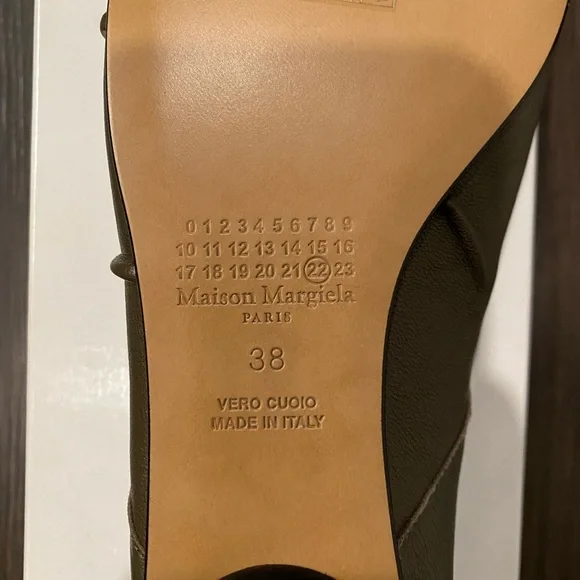 0 1 2 3 4 5 6 7 8 9
10 11 12 13 14 15 16
17 18 19 20 21 22 23
Maison Margiela
PARIS
38
VERO CUOIO
MADE IN ITALY